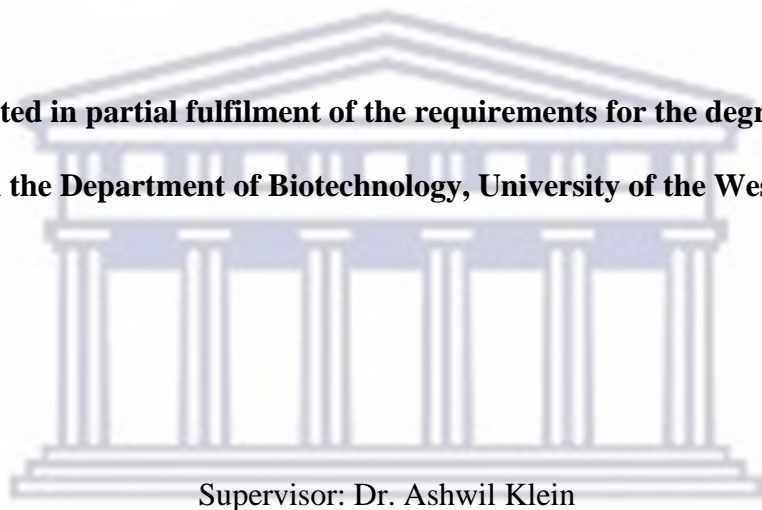 ted in partial fulfilment of the requirements for the degr
the Department of Biotechnology, University of the Wes
Supervisor: Dr. Ashwil Klein